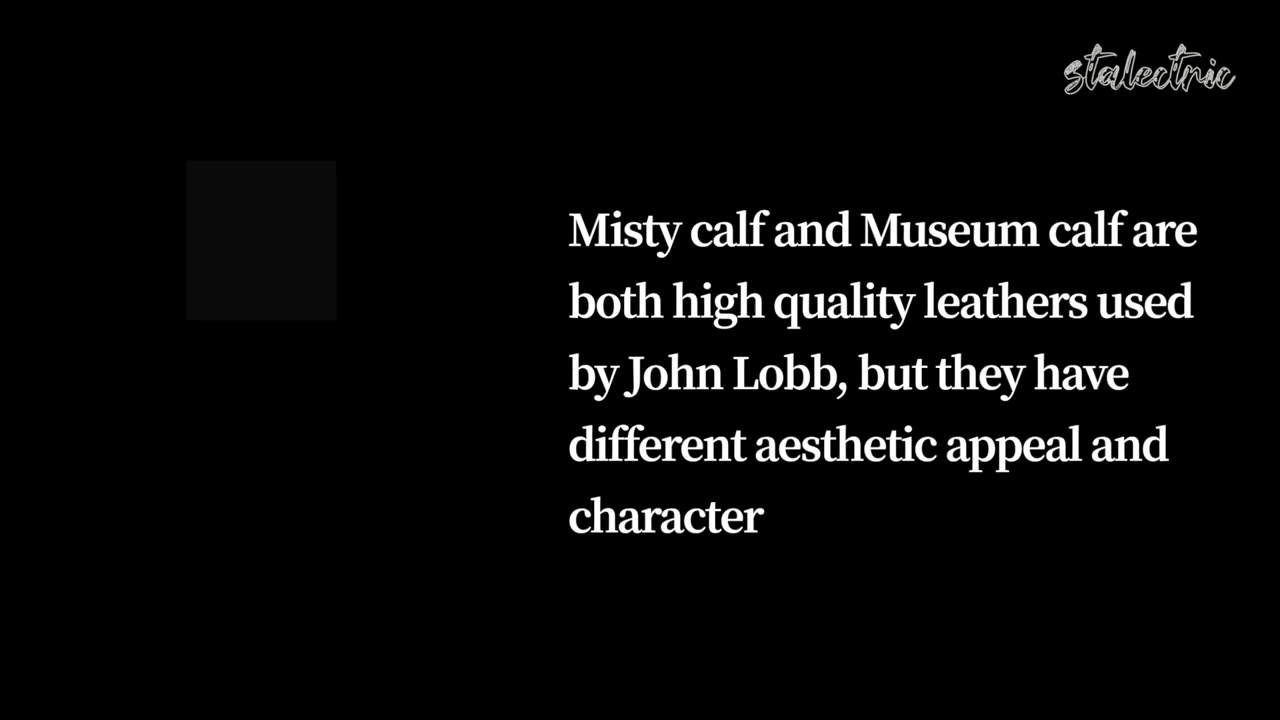 stalectric
Misty calf and Museum calf are
both high quality leathers used
by John Lobb, but they have
different aesthetic appeal and
character